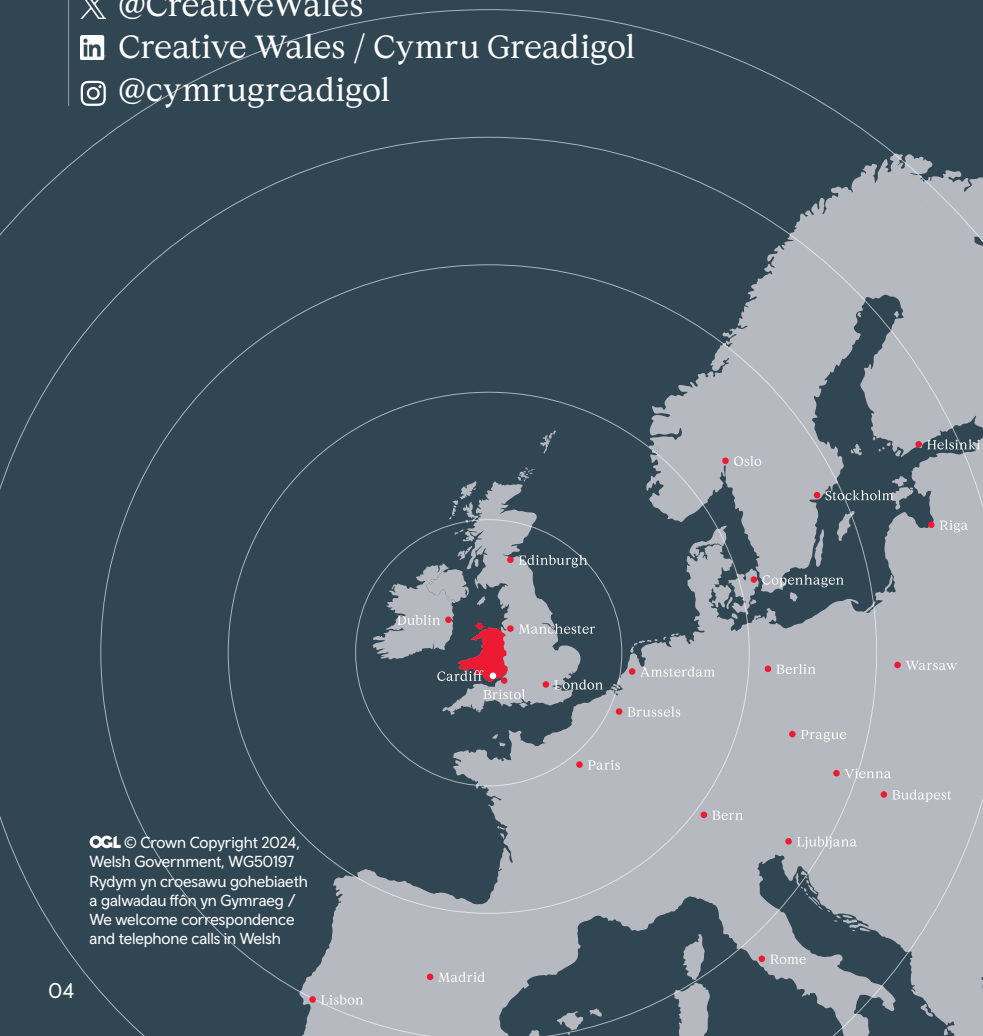 @CreativeWales
Creative Wales / Cymru Greadigol
@cymrugreadigol
Helsinki
Oslo
Stockholm
Riga
Edinburgh
Copenhagen
Dublin
Manchester
Warsaw
Berlin
Amsterdam
Cardiff
London
Bristol
Brussels
Prague
Paris
Vienna
Budapest
Bern
Ljubljana
OGL © Crown Copyright 2024,
Welsh Government, WG50197
Rydym yn croesawu gohebiaeth
a galwadau ffôn yn Gymraeg /
We welcome correspondence
and telephone calls in Welsh
Rome
Madrid
Lisbon
04